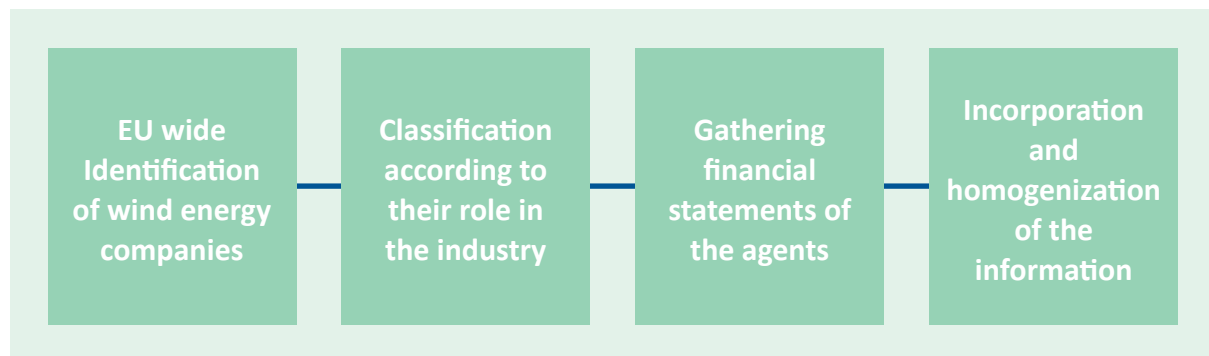 EU wide
Identification
of wind energy
companies
Classification
according to
their role in
the industry
Gathering
financial
statements of
the agents
Incorporation
and
homogenization
of the
information